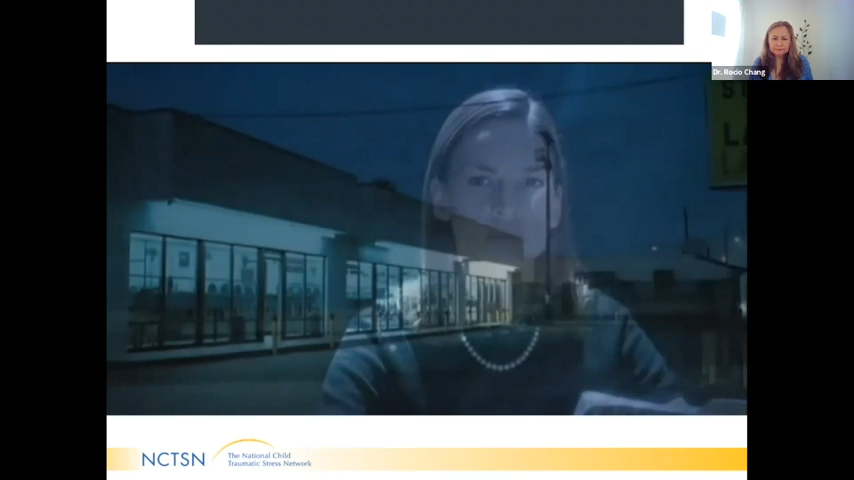 Dr. Rocio Chang
NCTSN
The National Child
Traumatic Stress Network